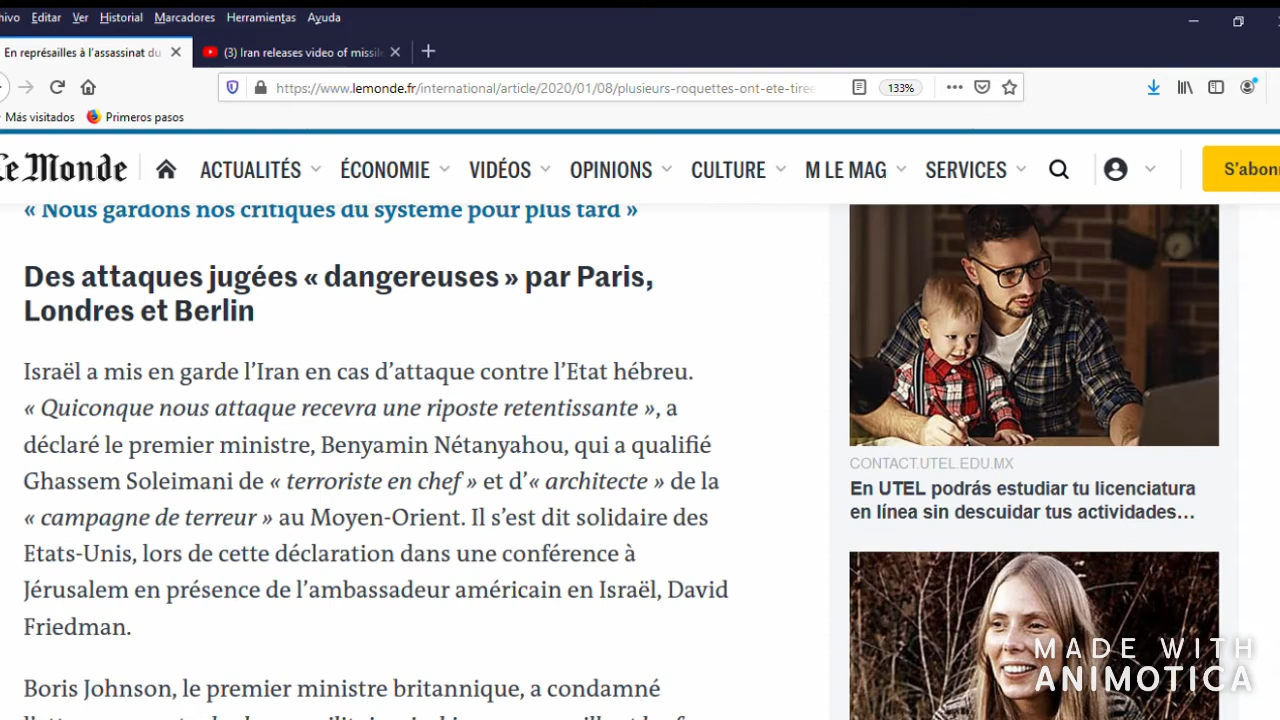 hivo Editar Ver Historial Marcadores Herramientas Ayuda
En représailles à l'assassinat du (3) Iran releases video of missil
https://www.lemonde.fr/international/article/2020/01/08/plusieurs-roquettes-ont-ete-tiree 133%
Más visitados Primeros pasos
Le Monde ACTUALITÉS ÉCONOMIE VIDÉOS OPINIONS CULTURE M LE MAG SERVICES S'abon
« Nous gardons nos critiques du système pour plus tard »
Des attaques jugées « dangereuses » par Paris,
Londres et Berlin
Israël a mis en garde l'Iran en cas d'attaque contre l'Etat hébreu.
« Quiconque nous attaque recevra une riposte retentissante », a
déclaré le premier ministre, Benyamin Nétanyahou, qui a qualifié
Ghassem Soleimani de « terroriste en chef » et d'« architecte » de la
« campagne de terreur » au Moyen-Orient. Il s'est dit solidaire des
Etats-Unis, lors de cette déclaration dans une conférence à
Jérusalem en présence de l'ambassadeur américain en Israël, David
Friedman.
Boris Johnson, le premier ministre britannique, a condamné
CONTACT.UTEL.EDU.MX
En UTEL podrás estudiar tu licenciatura
en línea sin descuidar tus actividades...
MADE WITH
ANIMOTICA